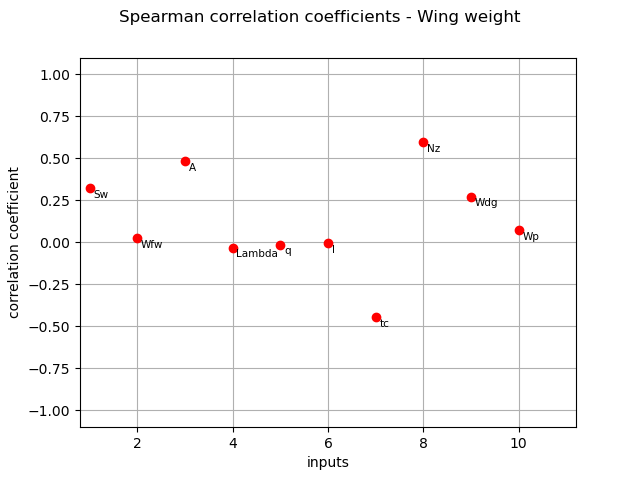 Spearman correlation coefficients - Wing weight
correlation coefficient
1.00
0.75
0.50
0.25
0.00
−0.25
−0.50
−0.75
−1.00
Sw
Wfw
A
Lambda
q
l
tc
Nz
Wdg
Wp
2
4
6
8
10
inputs